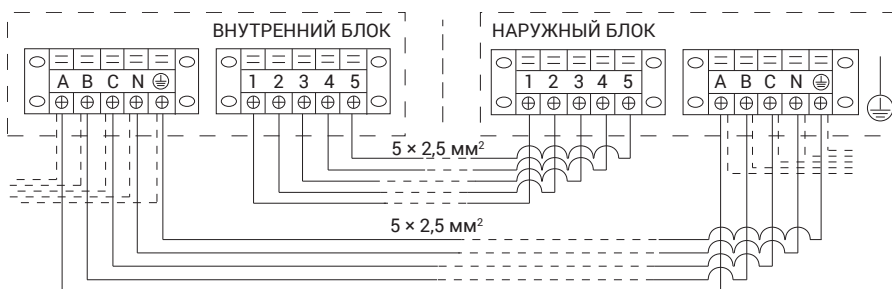 ВНУТРЕННИЙ БЛОК
НАРУЖНЫЙ БЛОК
A B C N
1 2 3 4 5
1 2 3 4 5
A B C N
5 × 2,5 мм²
5 × 2,5 мм²